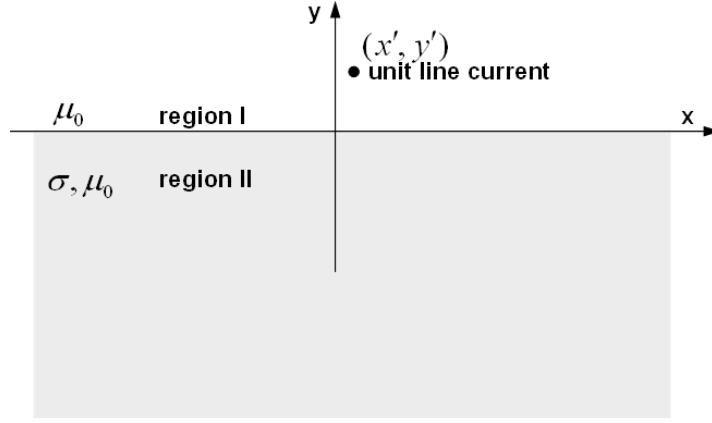 y
(x′, y′)
unit line current
μ₀ region I x
σ, μ₀ region II